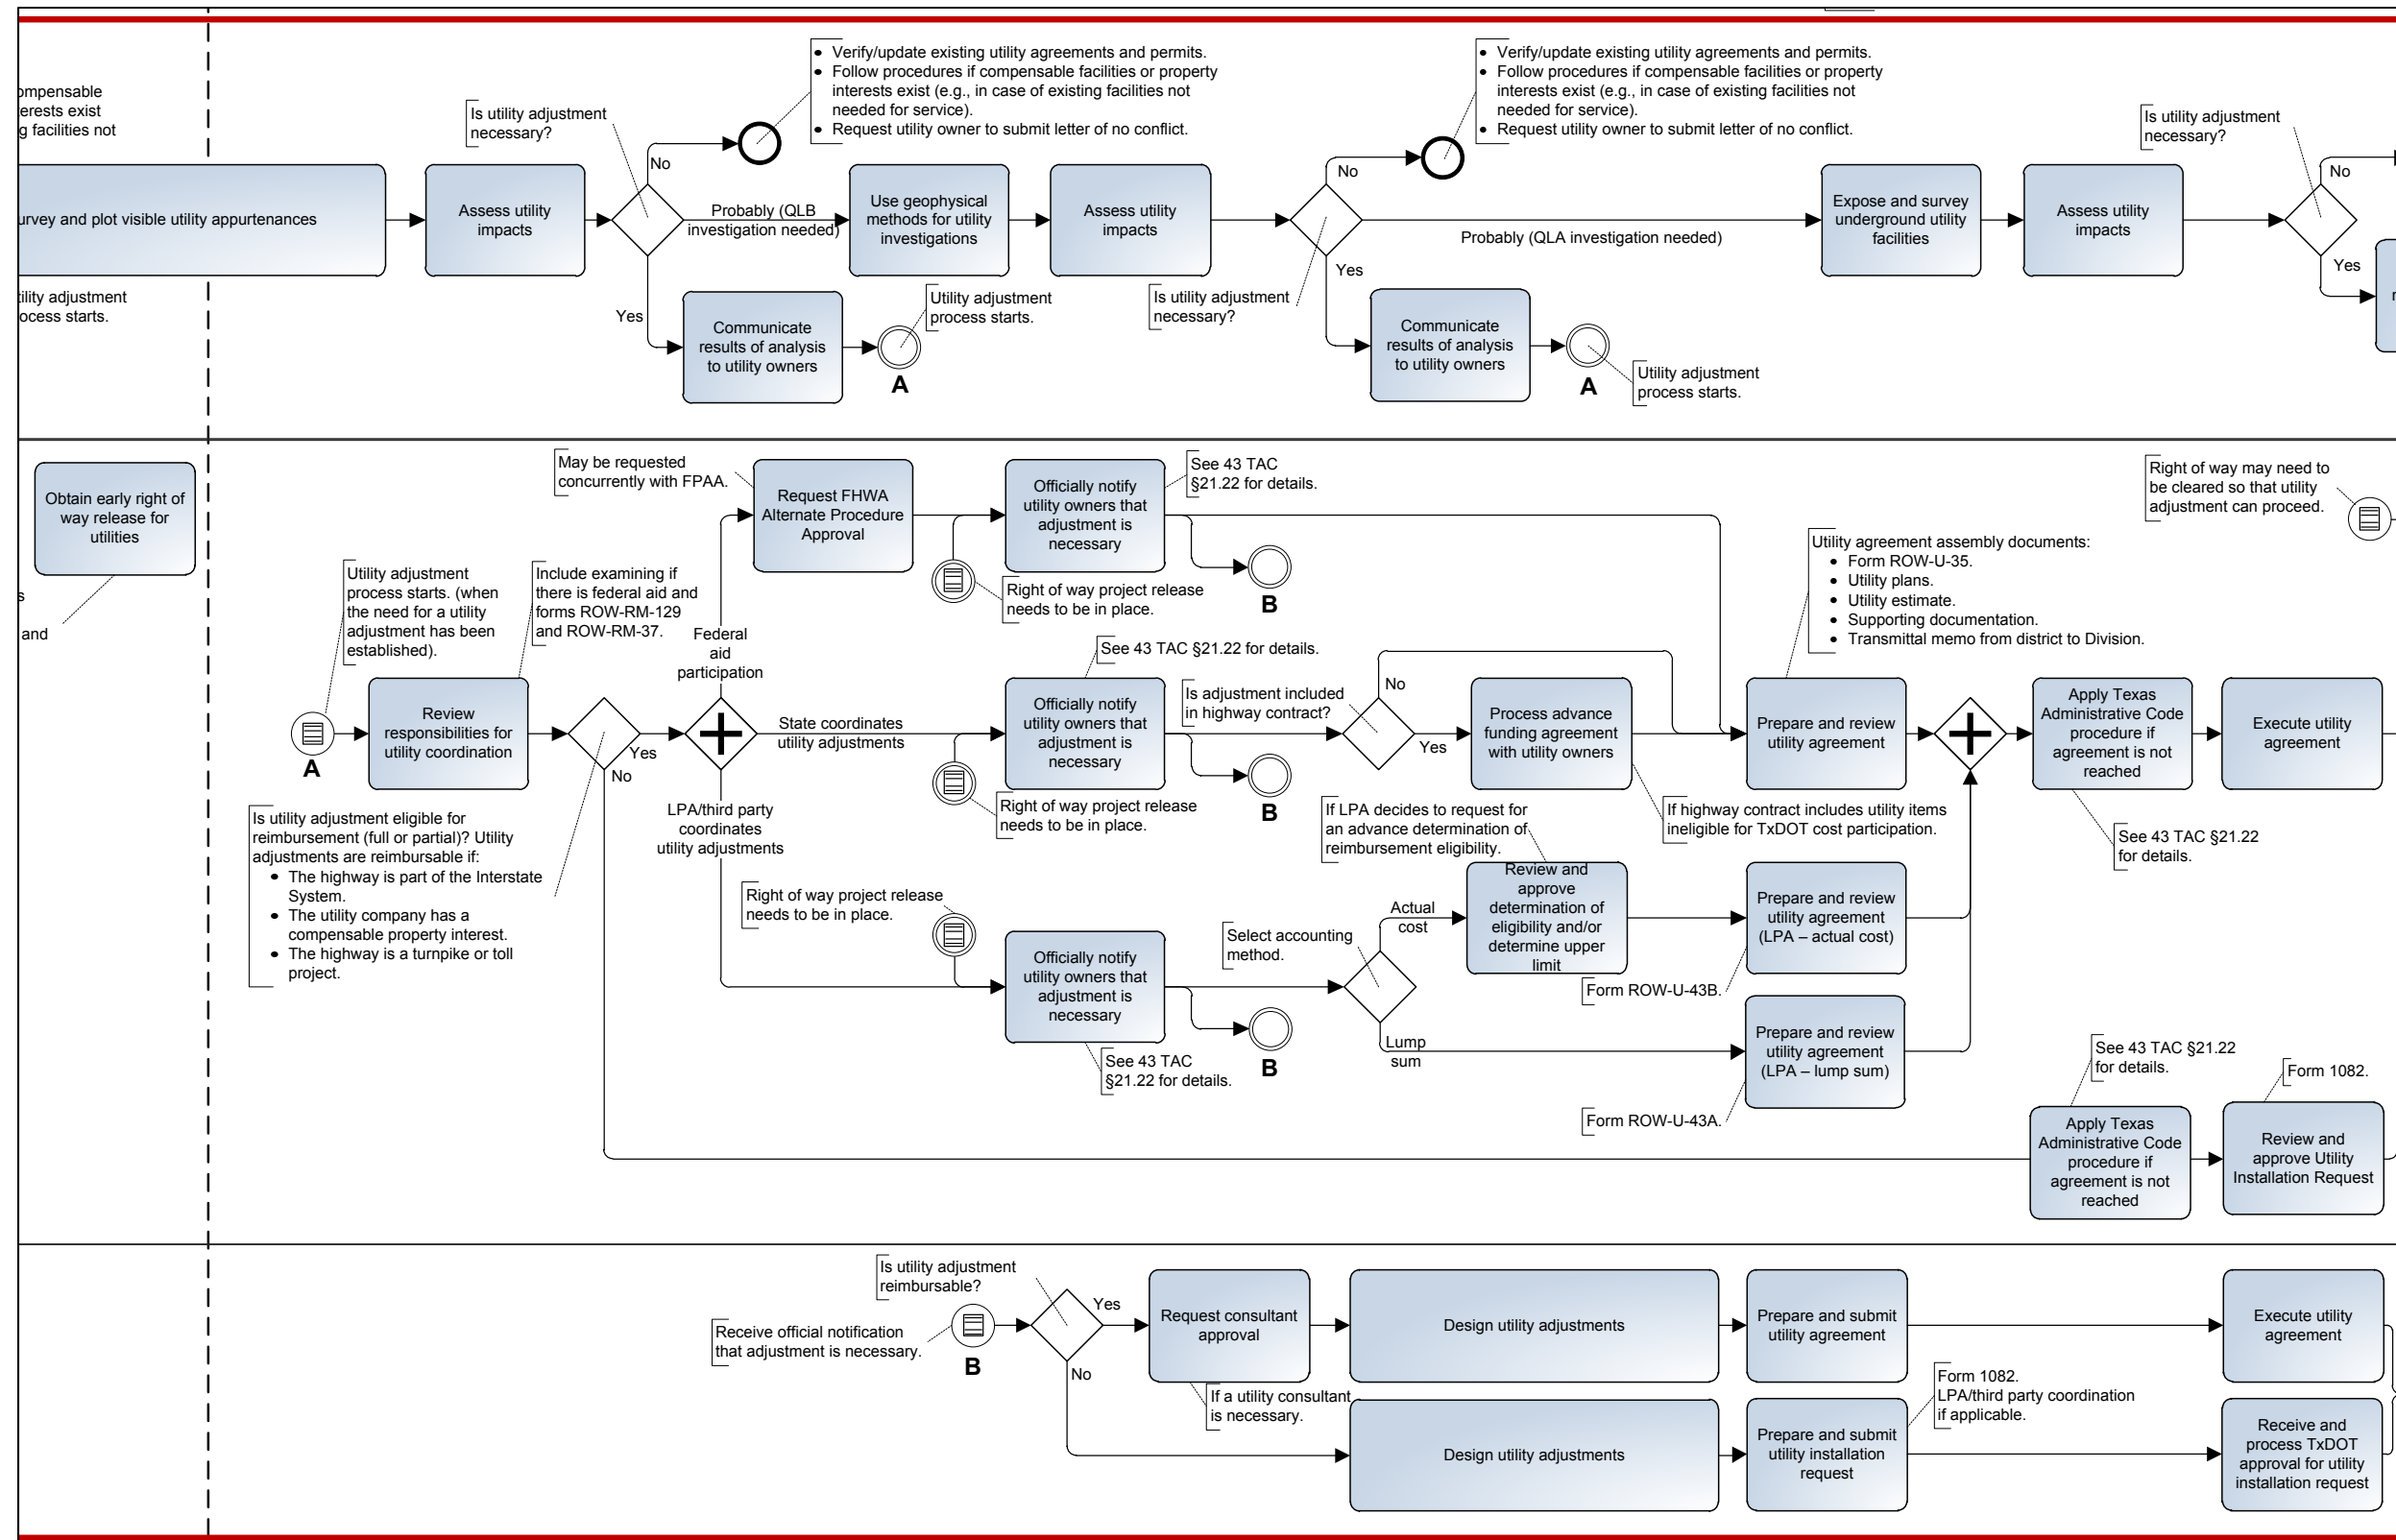 ompensable
erests exist
g facilities not
urvey and plot visible utility appurtenances
tility adjustment
ocess starts.
Assess utility
impacts
Is utility adjustment
necessary?
No
Probably (QLB
investigation needed)
Yes
• Verify/update existing utility agreements and permits.
• Follow procedures if compensable facilities or property
interests exist (e.g., in case of existing facilities not
needed for service).
• Request utility owner to submit letter of no conflict.
Communicate
results of analysis
to utility owners
Utility adjustment
process starts.
A
Use geophysical
methods for utility
investigations
Assess utility
impacts
Is utility adjustment
necessary?
No
Probably (QLA investigation needed)
Yes
• Verify/update existing utility agreements and permits.
• Follow procedures if compensable facilities or property
interests exist (e.g., in case of existing facilities not
needed for service).
• Request utility owner to submit letter of no conflict.
Communicate
results of analysis
to utility owners
Utility adjustment
process starts.
A
Expose and survey
underground utility
facilities
Assess utility
impacts
Is utility adjustment
necessary?
No
Yes
r
Obtain early right of
way release for
utilities
s
and
Utility adjustment
process starts. (when
the need for a utility
adjustment has been
established).
A
Review
responsibilities for
utility coordination
Include examining if
there is federal aid and
forms ROW-RM-129
and ROW-RM-37.
Yes
No
Is utility adjustment eligible for
reimbursement (full or partial)? Utility
adjustments are reimbursable if:
• The highway is part of the Interstate
System.
• The utility company has a
compensable property interest.
• The highway is a turnpike or toll
project.
Federal
aid
participation
State coordinates
utility adjustments
LPA/third party
coordinates
utility adjustments
May be requested
concurrently with FPAA.
Request FHWA
Alternate Procedure
Approval
Officially notify
utility owners that
adjustment is
necessary
See 43 TAC
§21.22 for details.
Right of way project release
needs to be in place.
B
See 43 TAC §21.22 for details.
Officially notify
utility owners that
adjustment is
necessary
Right of way project release
needs to be in place.
B
Is adjustment included
in highway contract?
No
Yes
Process advance
funding agreement
with utility owners
If highway contract includes utility items
ineligible for TxDOT cost participation.
Utility agreement assembly documents:
• Form ROW-U-35.
• Utility plans.
• Utility estimate.
• Supporting documentation.
• Transmittal memo from district to Division.
Prepare and review
utility agreement
Right of way project release
needs to be in place.
Officially notify
utility owners that
adjustment is
necessary
See 43 TAC
§21.22 for details.
B
Select accounting
method.
Actual
cost
Lump
sum
If LPA decides to request for
an advance determination of
reimbursement eligibility.
Review and
approve
determination of
eligibility and/or
determine upper
limit
Prepare and review
utility agreement
(LPA – actual cost)
Form ROW-U-43B.
Prepare and review
utility agreement
(LPA – lump sum)
Form ROW-U-43A.
Right of way may need to
be cleared so that utility
adjustment can proceed.
Apply Texas
Administrative Code
procedure if
agreement is not
reached
See 43 TAC §21.22
for details.
Execute utility
agreement
See 43 TAC §21.22
for details.
Apply Texas
Administrative Code
procedure if
agreement is not
reached
Form 1082.
Review and
approve Utility
Installation Request
Receive official notification
that adjustment is necessary.
B
Is utility adjustment
reimbursable?
Yes
No
Request consultant
approval
If a utility consultant
is necessary.
Design utility adjustments
Prepare and submit
utility agreement
Execute utility
agreement
Design utility adjustments
Prepare and submit
utility installation
request
Form 1082.
LPA/third party coordination
if applicable.
Receive and
process TxDOT
approval for utility
installation request